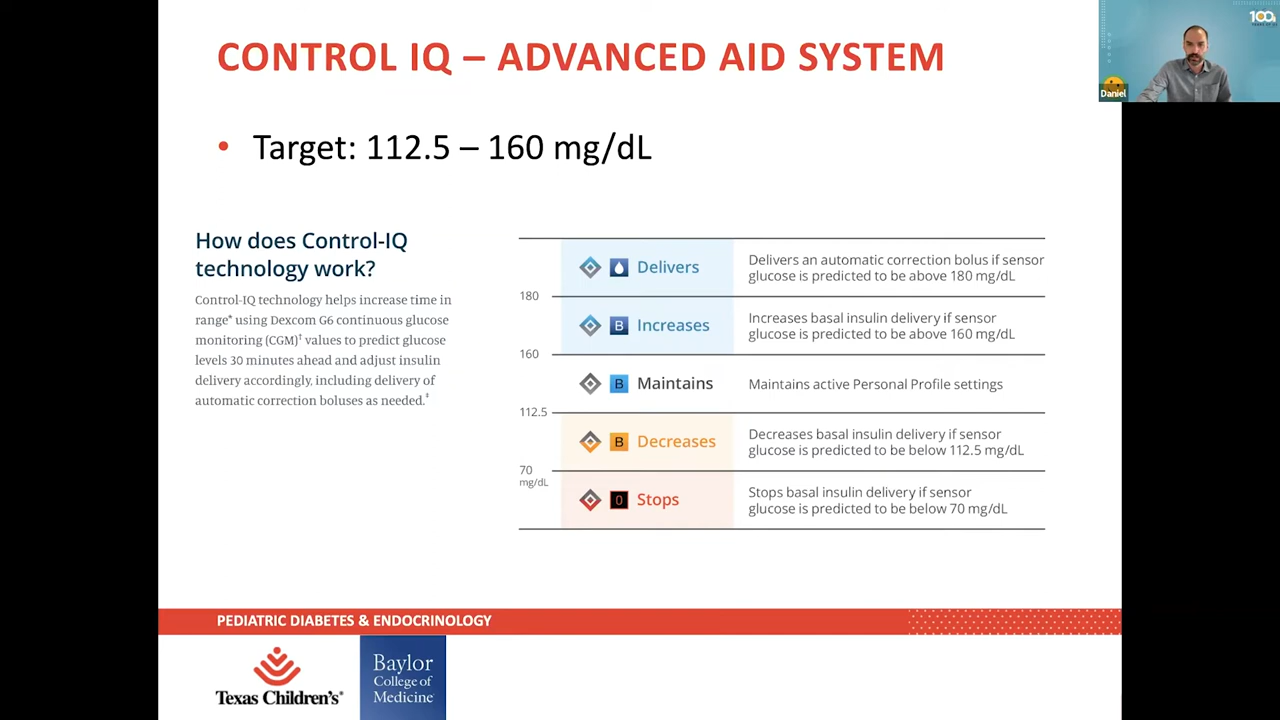 CONTROL IQ – ADVANCED AID SYSTEM
100
Daniel
• Target: 112.5 – 160 mg/dL
How does Control-IQ
technology work?
Control-IQ technology helps increase time in
range* using Dexcom G6 continuous glucose
monitoring (CGM)‡ values to predict glucose
levels 30 minutes ahead and adjust insulin
delivery accordingly, including delivery of
automatic correction boluses as needed.‡
Delivers
Delivers an automatic correction bolus if sensor
glucose is predicted to be above 180 mg/dL
180
B Increases
Increases basal insulin delivery if sensor
glucose is predicted to be above 160 mg/dL
160
B Maintains
Maintains active Personal Profile settings
112.5
B Decreases
Decreases basal insulin delivery if sensor
glucose is predicted to be below 112.5 mg/dL
70
mg/dL
0 Stops
Stops basal insulin delivery if sensor
glucose is predicted to be below 70 mg/dL
PEDIATRIC DIABETES & ENDOCRINOLOGY
Texas Children's®
Baylor
College of
Medicine